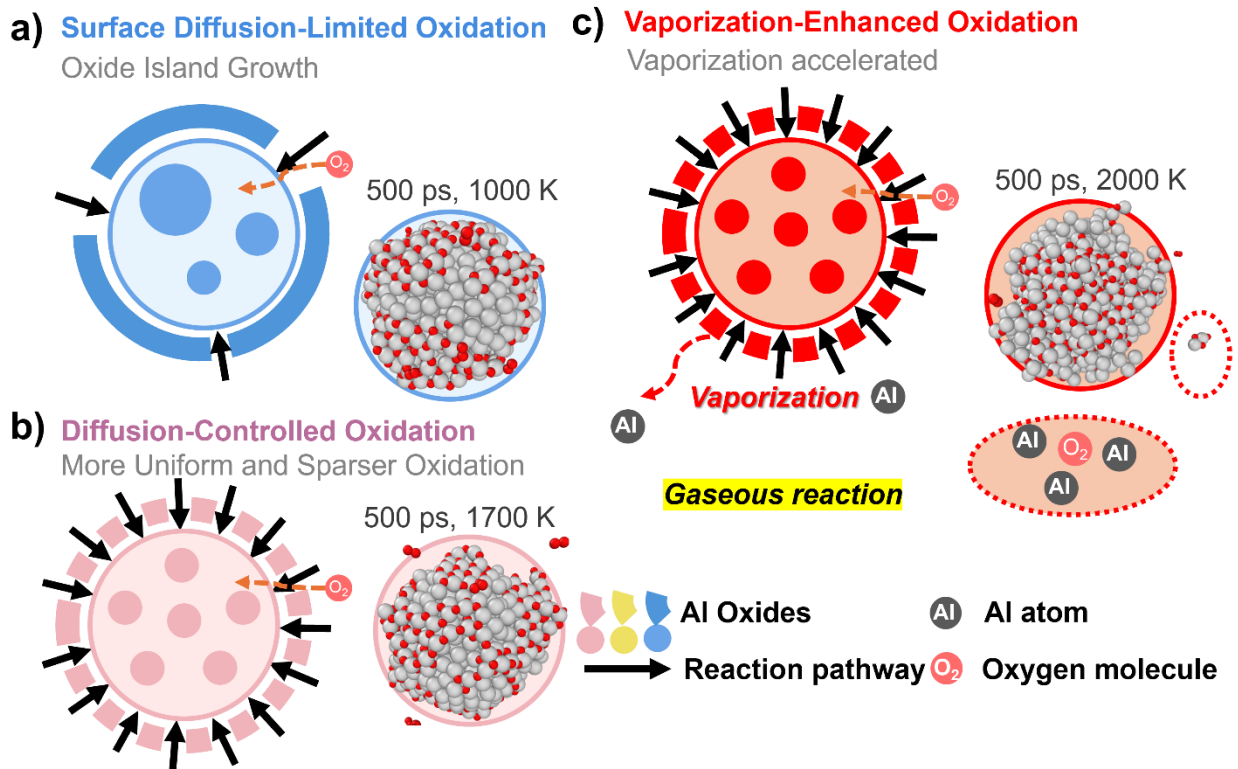 a) Surface Diffusion-Limited Oxidation
Oxide Island Growth
O₂
500 ps, 1000 K
b) Diffusion-Controlled Oxidation
More Uniform and Sparser Oxidation
O₂
500 ps, 1700 K
c) Vaporization-Enhanced Oxidation
Vaporization accelerated
O₂
500 ps, 2000 K
Vaporization
Al
Al
Al
O₂
Al
Al
Gaseous reaction
Al Oxides
Al
Al atom
Reaction pathway
O₂
Oxygen molecule